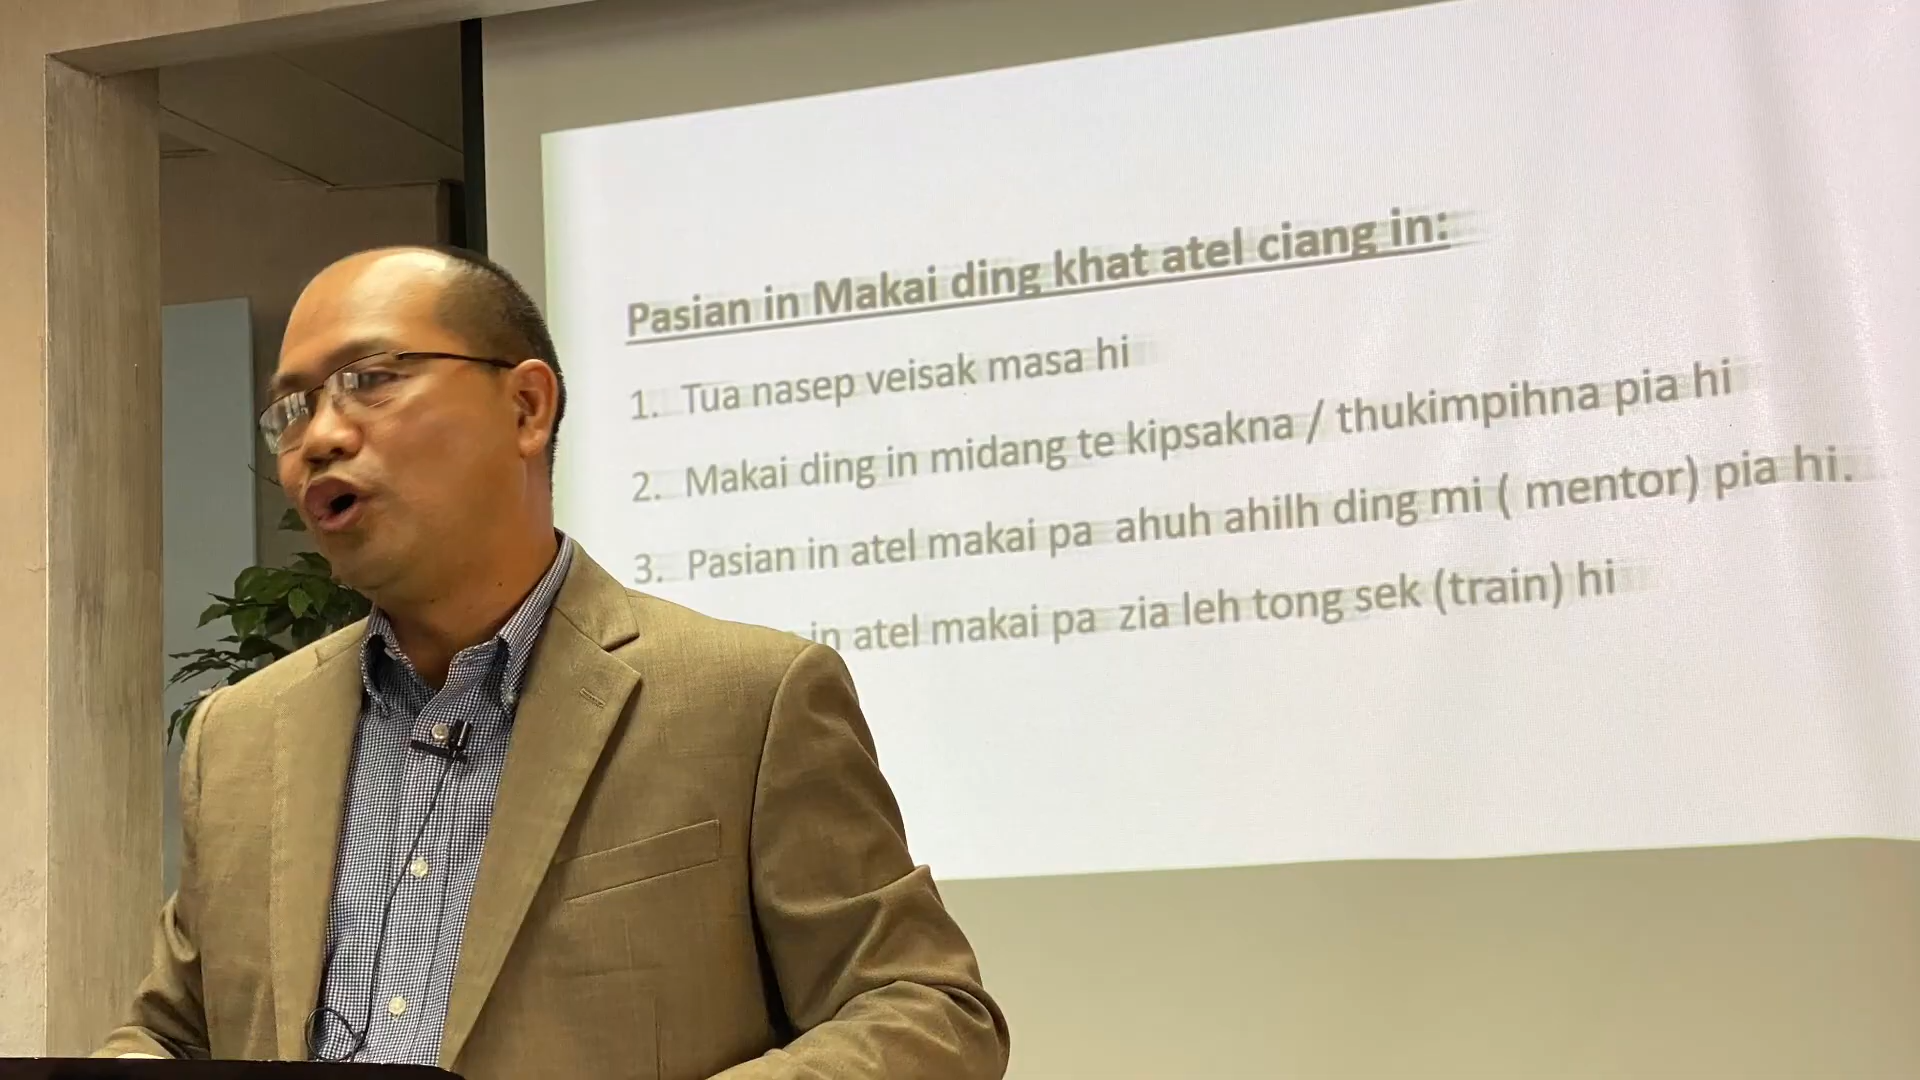 Pasian in Makai ding khat atel ciang in:
1. Tua nasep veisak masa hi
2. Makai ding in midang te kipsakna / thukimpihna pia hi
3. Pasian in atel makai pa ahuh ahilh ding mi ( mentor) pia hi.
in atel makai pa zia leh tong sek (train) hi